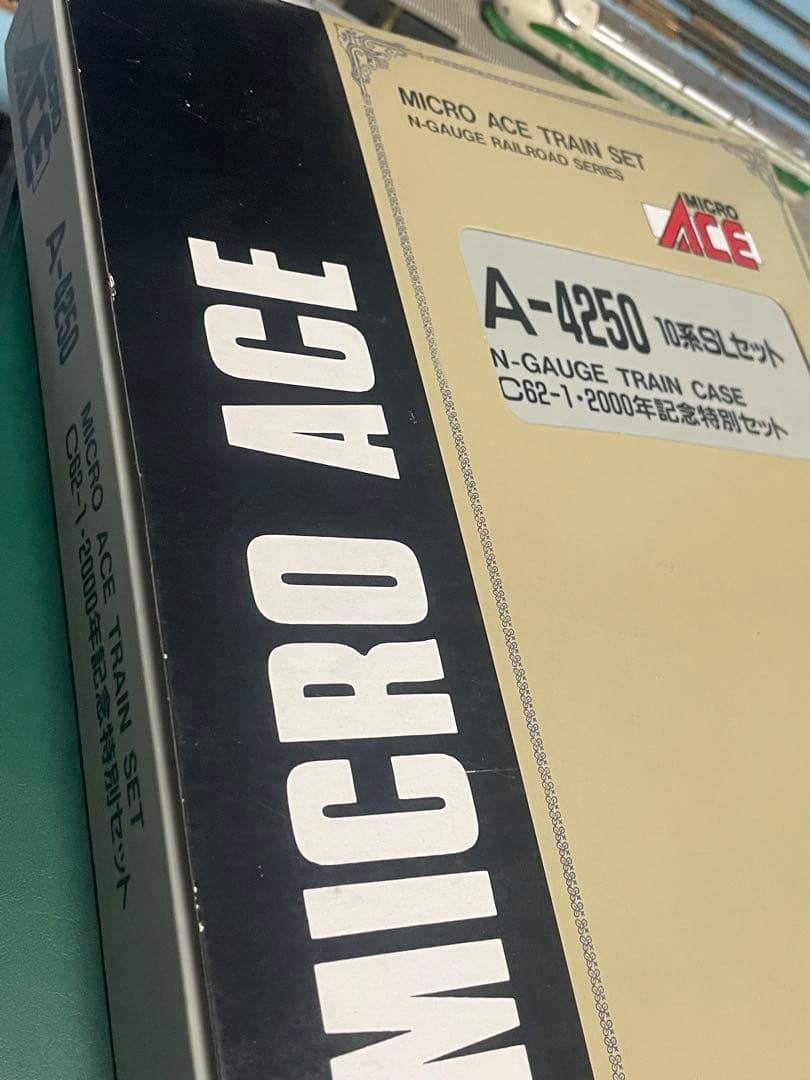 MICRO ACE TRAIN SET
N-GAUGE RAILROAD SERIES
MICRO
ACE
A-4250 10系SLセット
N-GAUGE TRAIN CASE
C62-1・2000年記念特別セット
MICRO ACE
MICRO
ACE
A-4250
MICRO ACE TRAIN SET
C62-1・2000年記念特別セット